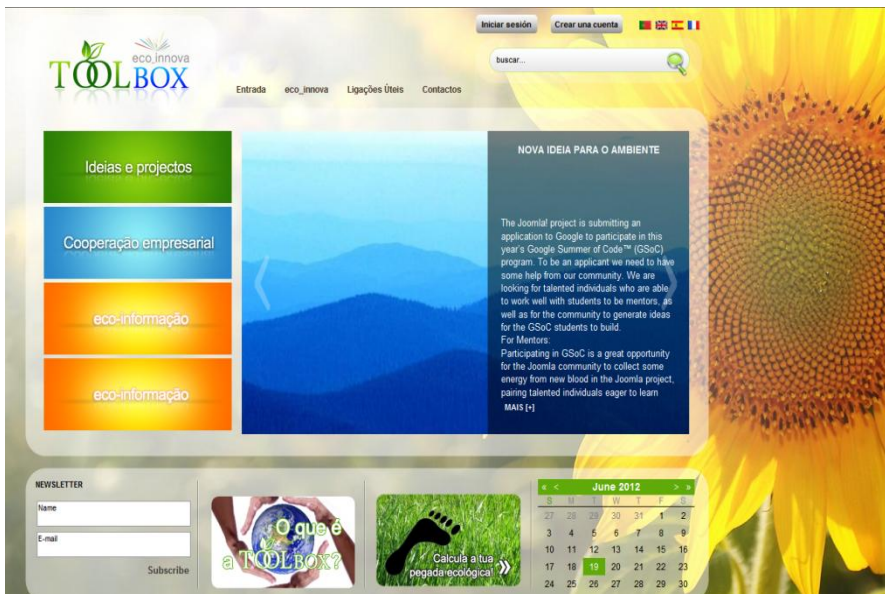 Iniciar sesión Crear una cuenta
eco_innova
TOOLBOX
buscar...
Entrada eco_innova Ligações Úteis Contactos
Ideias e projectos
Cooperação empresarial
eco-informação
eco-informação
NOVA IDEIA PARA O AMBIENTE
The Joomla! project is submitting an
application to Google to participate in this
year's Google Summer of Code™ (GSoC)
program. To be an applicant we need to have
some help from our community. We are
looking for talented individuals who are able
to work well with students to be mentors, as
well as for the community to generate ideas
for the GSoC students to build.
For Mentors:
Participating in GSoC is a great opportunity
for the Joomla community to collect some
energy from new blood in the Joomla project,
pairing talented individuals eager to learn
MAIS [+]
NEWSLETTER
Name
E-mail
Subscribe
O que é
a TOOLBOX?
Calcula a tua
pegada ecológica! »
« < June 2012 > »
S M T W T F S
27 28 29 30 31 1 2
3 4 5 6 7 8 9
10 11 12 13 14 15 16
17 18 19 20 21 22 23
24 25 26 27 28 29 30